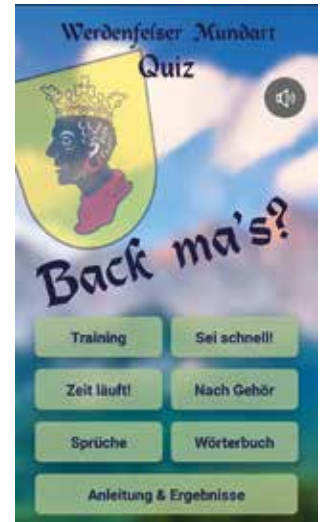 Werdenfelser Mundart
Quiz
Back ma's?
Training
Sei schnell!
Zeit läuft!
Nach Gehör
Sprüche
Wörterbuch
Anleitung & Ergebnisse